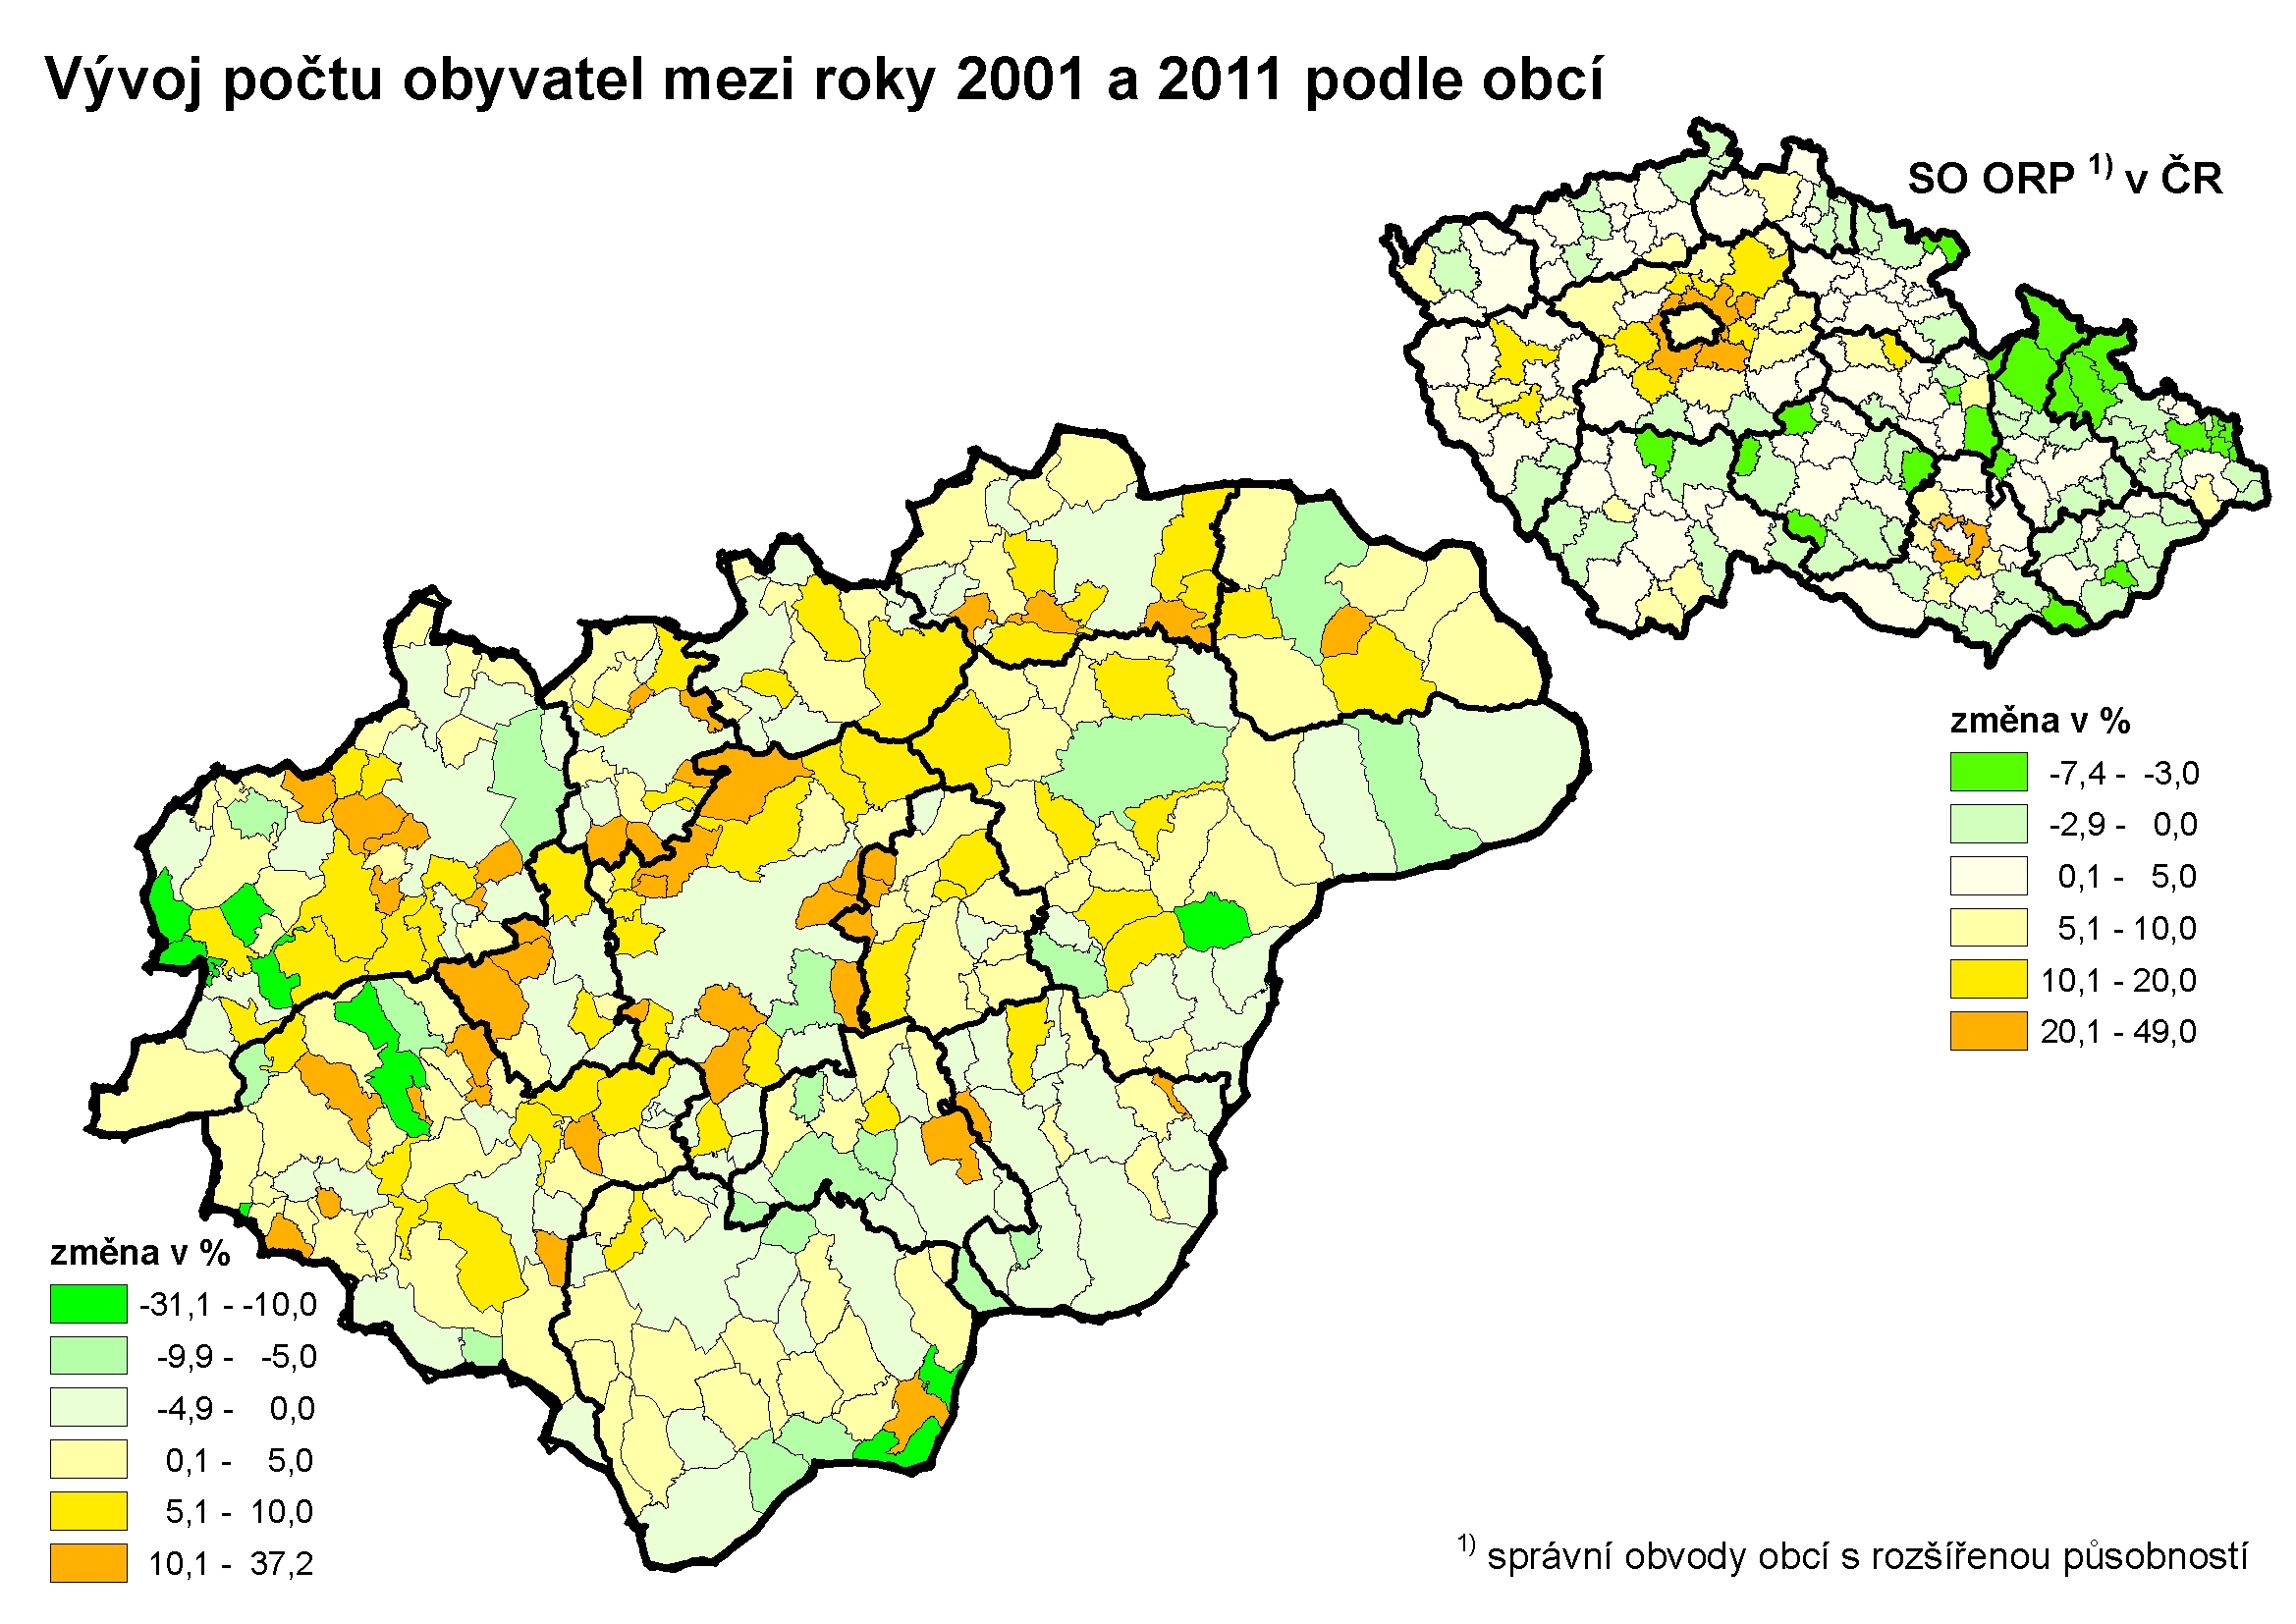 Vývoj počtu obyvatel mezi roky 2001 a 2011 podle obcí
SO ORP 1) v ČR
změna v %
-7,4 - -3,0
-2,9 - 0,0
0,1 - 5,0
5,1 - 10,0
10,1 - 20,0
20,1 - 49,0
změna v %
-31,1 - -10,0
-9,9 - -5,0
-4,9 - 0,0
0,1 - 5,0
5,1 - 10,0
10,1 - 37,2
1) správní obvody obcí s rozšířenou působností